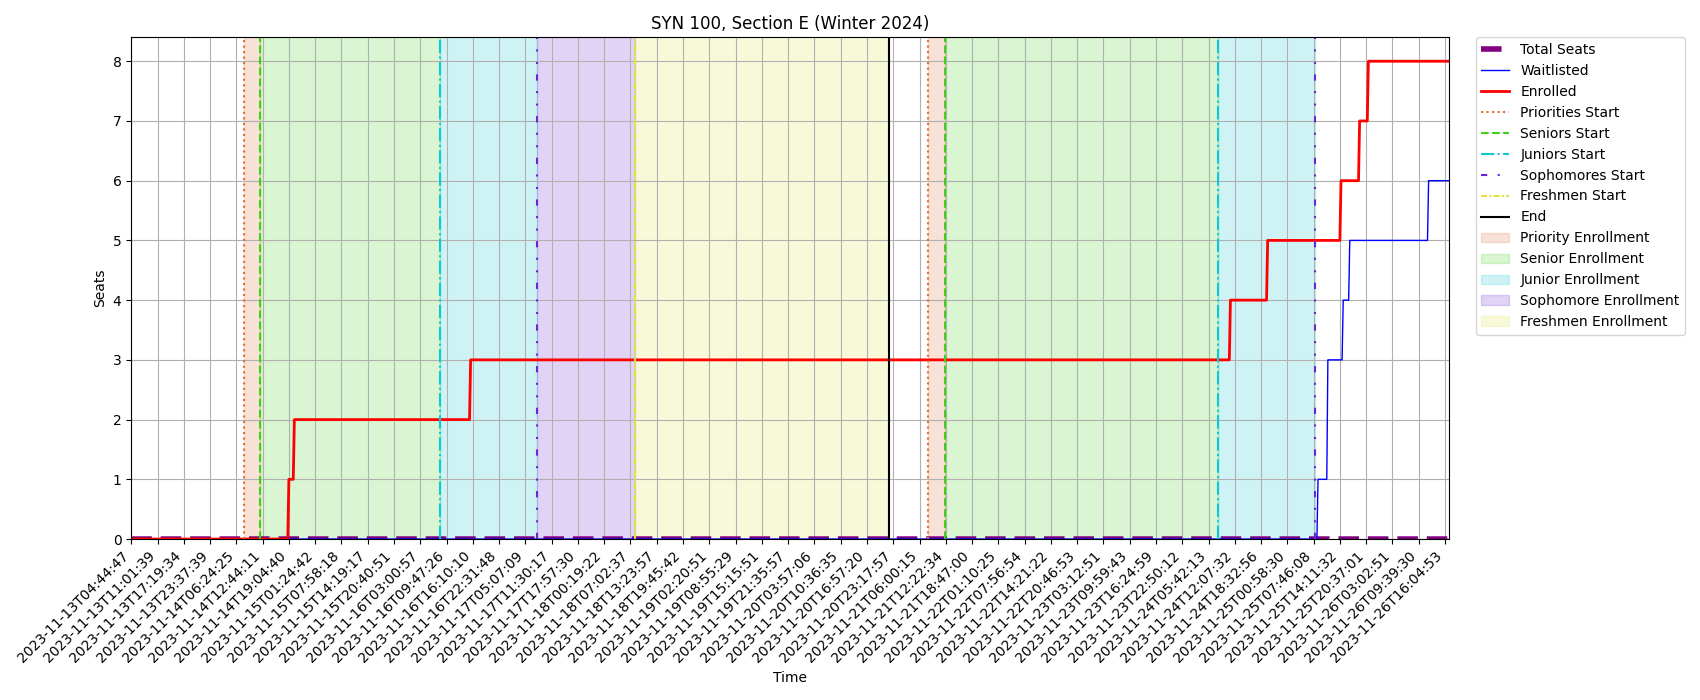 SYN 100, Section E (Winter 2024)
Seats
8
7
6
5
4
3
2
1
0
2023-11-13T04:44:47
2023-11-13T11:01:39
2023-11-13T17:19:34
2023-11-13T23:37:39
2023-11-14T06:24:25
2023-11-14T12:44:11
2023-11-14T19:04:40
2023-11-15T01:24:42
2023-11-15T07:58:18
2023-11-15T14:19:17
2023-11-15T20:40:51
2023-11-16T03:00:57
2023-11-16T09:47:26
2023-11-16T16:10:10
2023-11-16T22:31:48
2023-11-17T05:07:09
2023-11-17T11:30:17
2023-11-17T17:57:30
2023-11-18T00:19:22
2023-11-18T07:02:37
2023-11-18T13:23:57
2023-11-18T19:45:42
2023-11-19T02:20:51
2023-11-19T08:55:29
2023-11-19T15:15:51
2023-11-19T21:35:57
2023-11-20T03:57:06
2023-11-20T10:36:35
2023-11-20T16:57:20
2023-11-20T23:17:57
2023-11-21T06:00:15
2023-11-21T12:22:34
2023-11-21T18:47:00
2023-11-22T01:10:25
2023-11-22T07:56:54
2023-11-22T14:21:22
2023-11-22T20:46:53
2023-11-23T03:12:51
2023-11-23T09:59:43
2023-11-23T16:24:59
2023-11-23T22:50:12
2023-11-24T05:42:13
2023-11-24T12:07:32
2023-11-24T18:32:56
2023-11-25T00:58:30
2023-11-25T07:46:08
2023-11-25T14:11:32
2023-11-25T20:37:01
2023-11-26T03:02:51
2023-11-26T09:39:30
2023-11-26T16:04:53
Time
Total Seats
Waitlisted
Enrolled
Priorities Start
Seniors Start
Juniors Start
Sophomores Start
Freshmen Start
End
Priority Enrollment
Senior Enrollment
Junior Enrollment
Sophomore Enrollment
Freshmen Enrollment